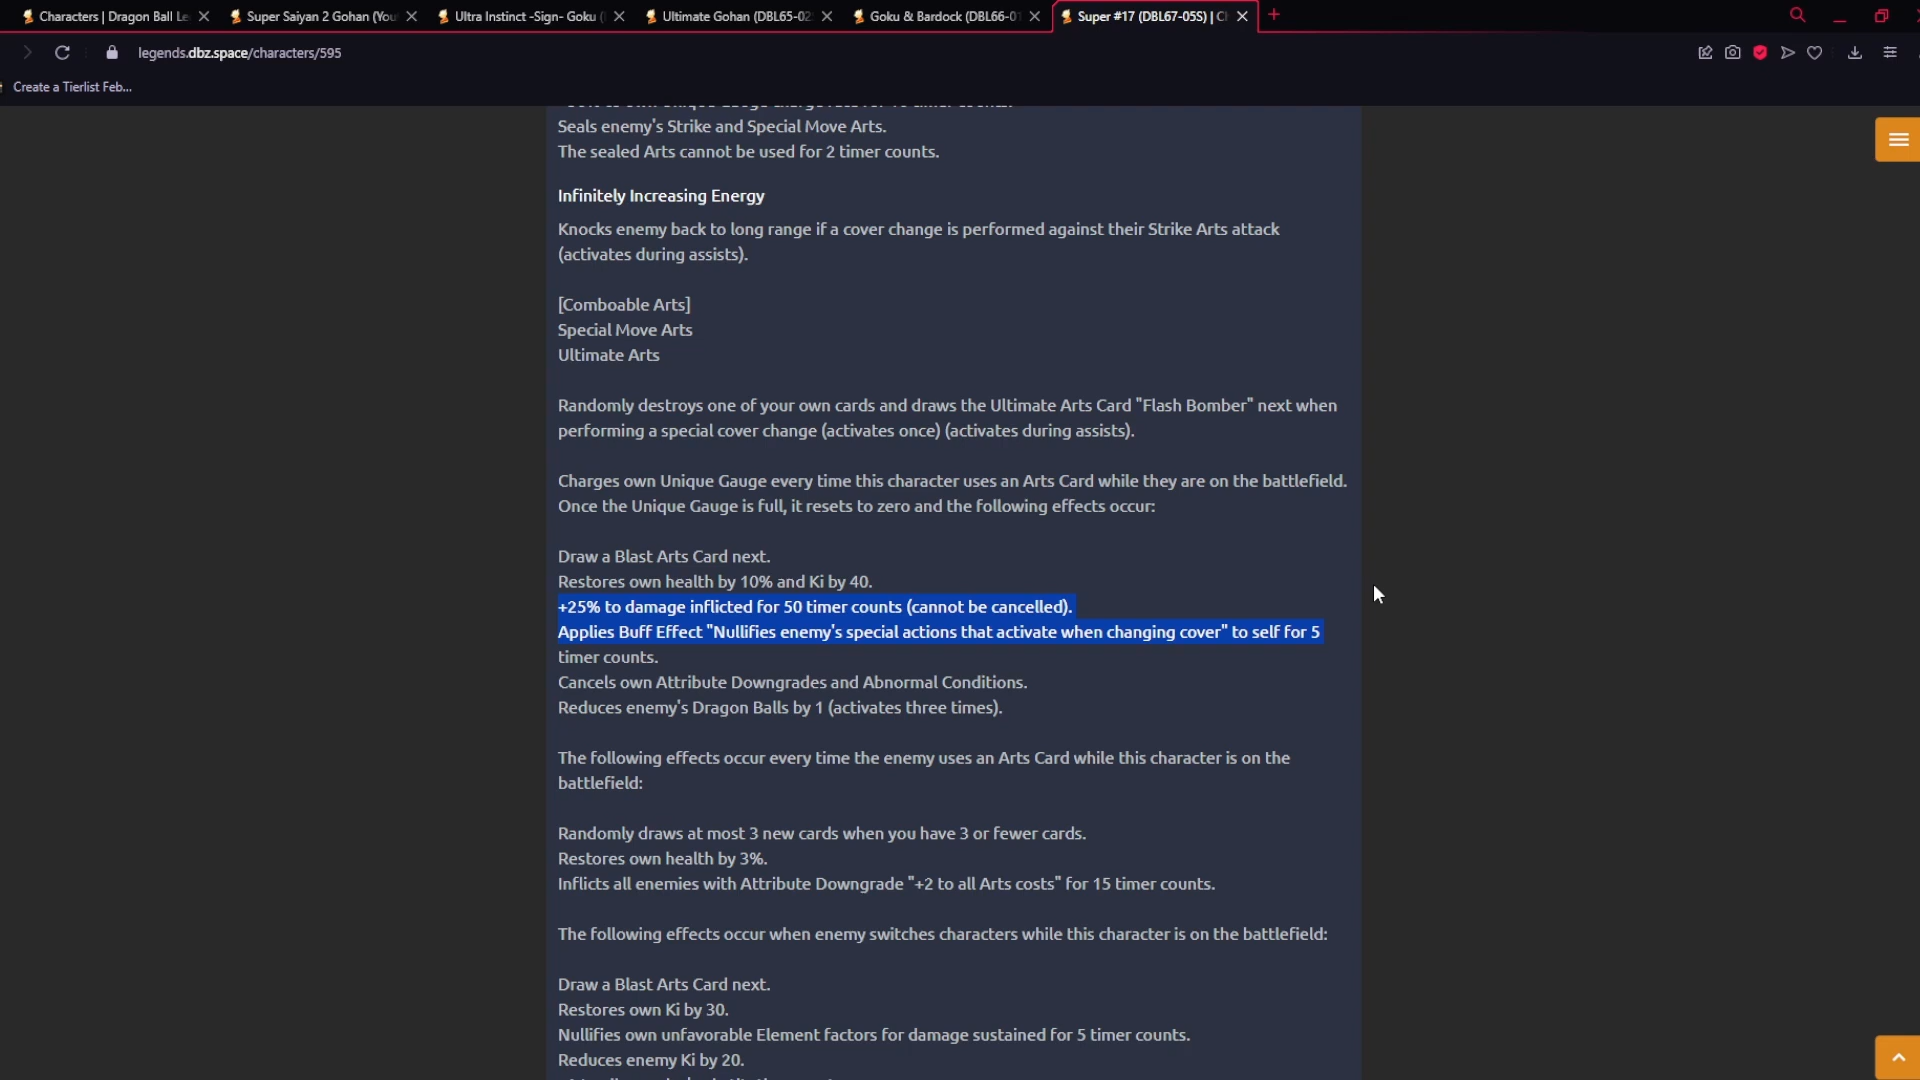 Characters | Dragon Ball Le
Super Saiyan 2 Gohan (You
Ultra Instinct -Sign- Goku (
Ultimate Gohan (DBL65-02
Goku & Bardock (DBL66-01
Super #17 (DBL67-05S) | C
legends.dbz.space/characters/595
Create a Tierlist Feb...
Seals enemy's Strike and Special Move Arts.
The sealed Arts cannot be used for 2 timer counts.
Infinitely Increasing Energy
Knocks enemy back to long range if a cover change is performed against their Strike Arts attack
(activates during assists).
[Comboable Arts]
Special Move Arts
Ultimate Arts
Randomly destroys one of your own cards and draws the Ultimate Arts Card "Flash Bomber" next when
performing a special cover change (activates once) (activates during assists).
Charges own Unique Gauge every time this character uses an Arts Card while they are on the battlefield.
Once the Unique Gauge is full, it resets to zero and the following effects occur:
Draw a Blast Arts Card next.
Restores own health by 10% and Ki by 40.
+25% to damage inflicted for 50 timer counts (cannot be cancelled).
Applies Buff Effect "Nullifies enemy's special actions that activate when changing cover" to self for 5
timer counts.
Cancels own Attribute Downgrades and Abnormal Conditions.
Reduces enemy's Dragon Balls by 1 (activates three times).
The following effects occur every time the enemy uses an Arts Card while this character is on the
battlefield:
Randomly draws at most 3 new cards when you have 3 or fewer cards.
Restores own health by 3%.
Inflicts all enemies with Attribute Downgrade "+2 to all Arts costs" for 15 timer counts.
The following effects occur when enemy switches characters while this character is on the battlefield:
Draw a Blast Arts Card next.
Restores own Ki by 30.
Nullifies own unfavorable Element factors for damage sustained for 5 timer counts.
Reduces enemy Ki by 20.